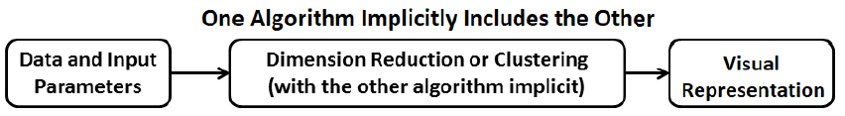 One Algorithm Implicitly Includes the Other
Data and Input
Parameters
Dimension Reduction or Clustering
(with the other algorithm implicit)
Visual
Representation